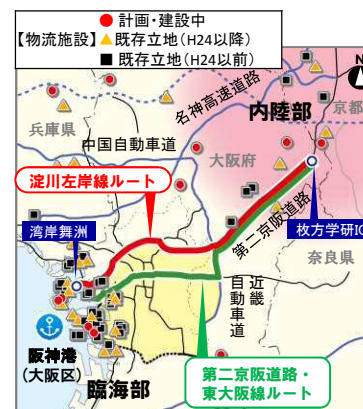 ● 計画・建設中
【物流施設】▲ 既存立地(H24以降)
■ 既存立地(H24以前)
N
名神高速道路
内陸部
京都
兵庫県
中国自動車道
大阪府
淀川左岸線ルート
第二京阪道路
湾岸舞洲
枚方学研IC
奈良県
近畿自動車道
阪神港
(大阪区)
臨海部
第二京阪道路・
東大阪線ルート